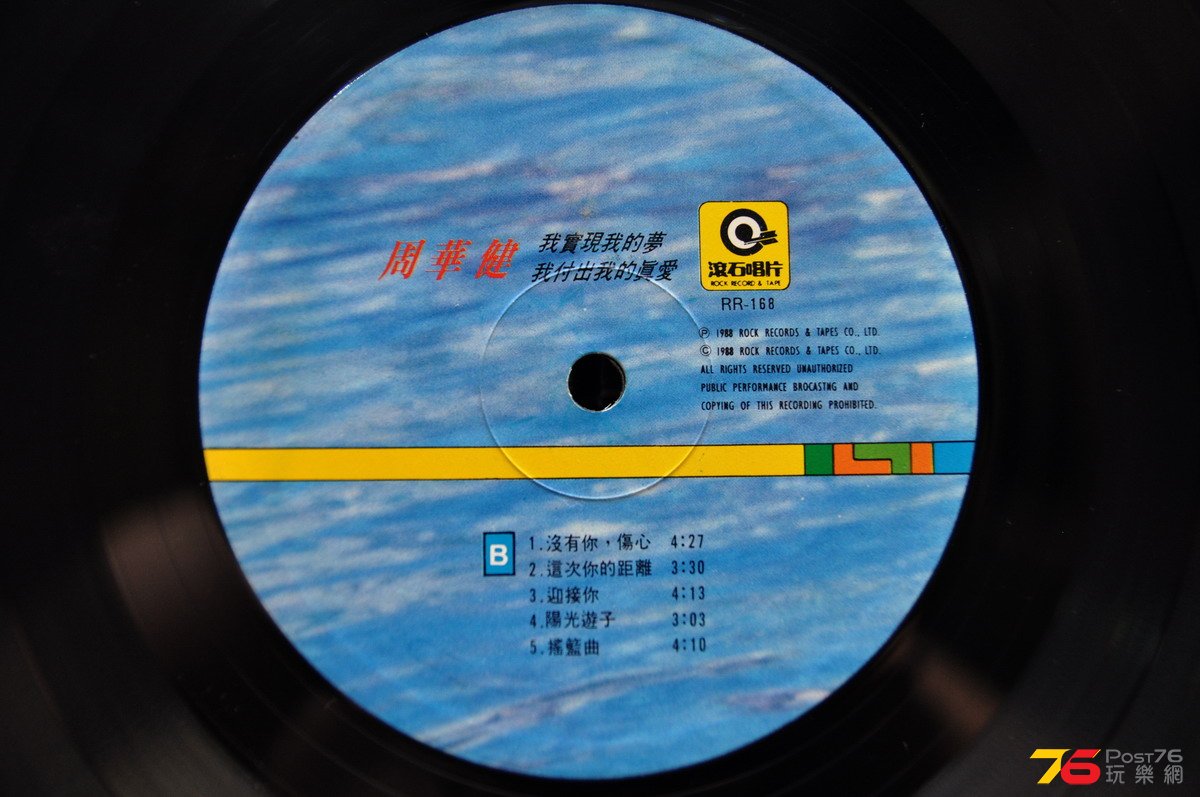 周華健
我實現我的夢
我付出我的真愛
滾石唱片
ROCK RECORD & TAPE
RR-168
Ⓟ 1988 ROCK RECORDS & TAPES CO., LTD.
Ⓒ 1988 ROCK RECORDS & TAPES CO., LTD.
ALL RIGHTS RESERVED UNAUTHORIZED
PUBLIC PERFORMANCE BROCASTNG AND
COPYING OF THIS RECORDING PROHIBITED.
B
1.沒有你，傷心 4:27
2.這次你的距離 3:30
3.迎接你 4:13
4.陽光遊子 3:03
5.搖籃曲 4:10
76 POST76
玩樂網